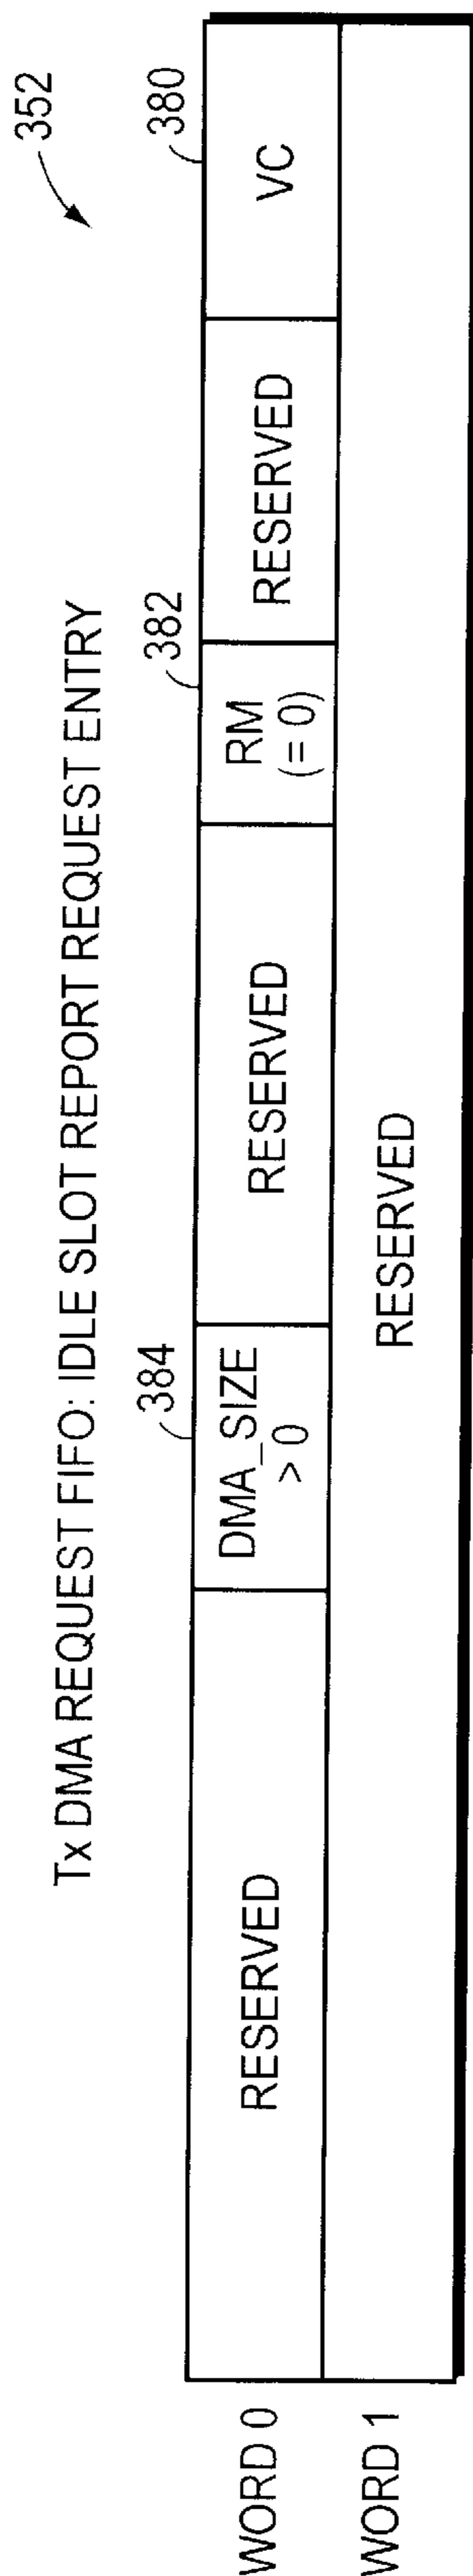 352
Tx DMA REQUEST FIFO: IDLE SLOT REPORT REQUEST ENTRY
384
382
380
WORD 0
RESERVED
DMA_SIZE
> 0
RESERVED
RM
(= 0)
RESERVED
VC
WORD 1
RESERVED